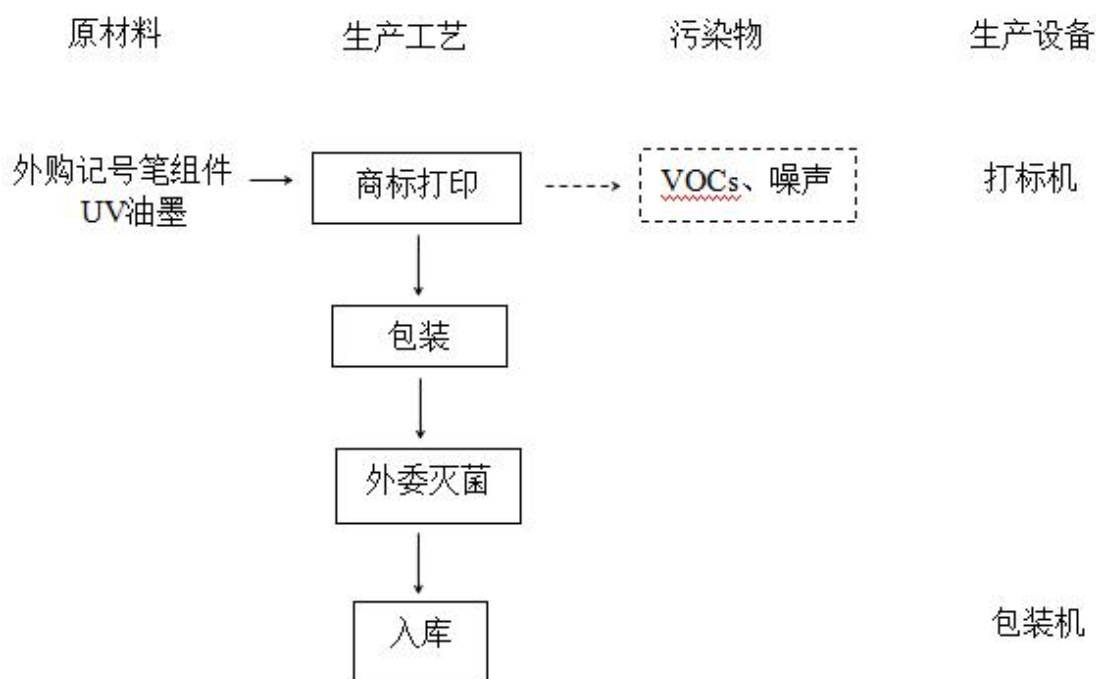 原材料 生产工艺 污染物 生产设备
外购记号笔组件
UV油墨
商标打印
VOCs、噪声
打标机
包装
外委灭菌
入库
包装机